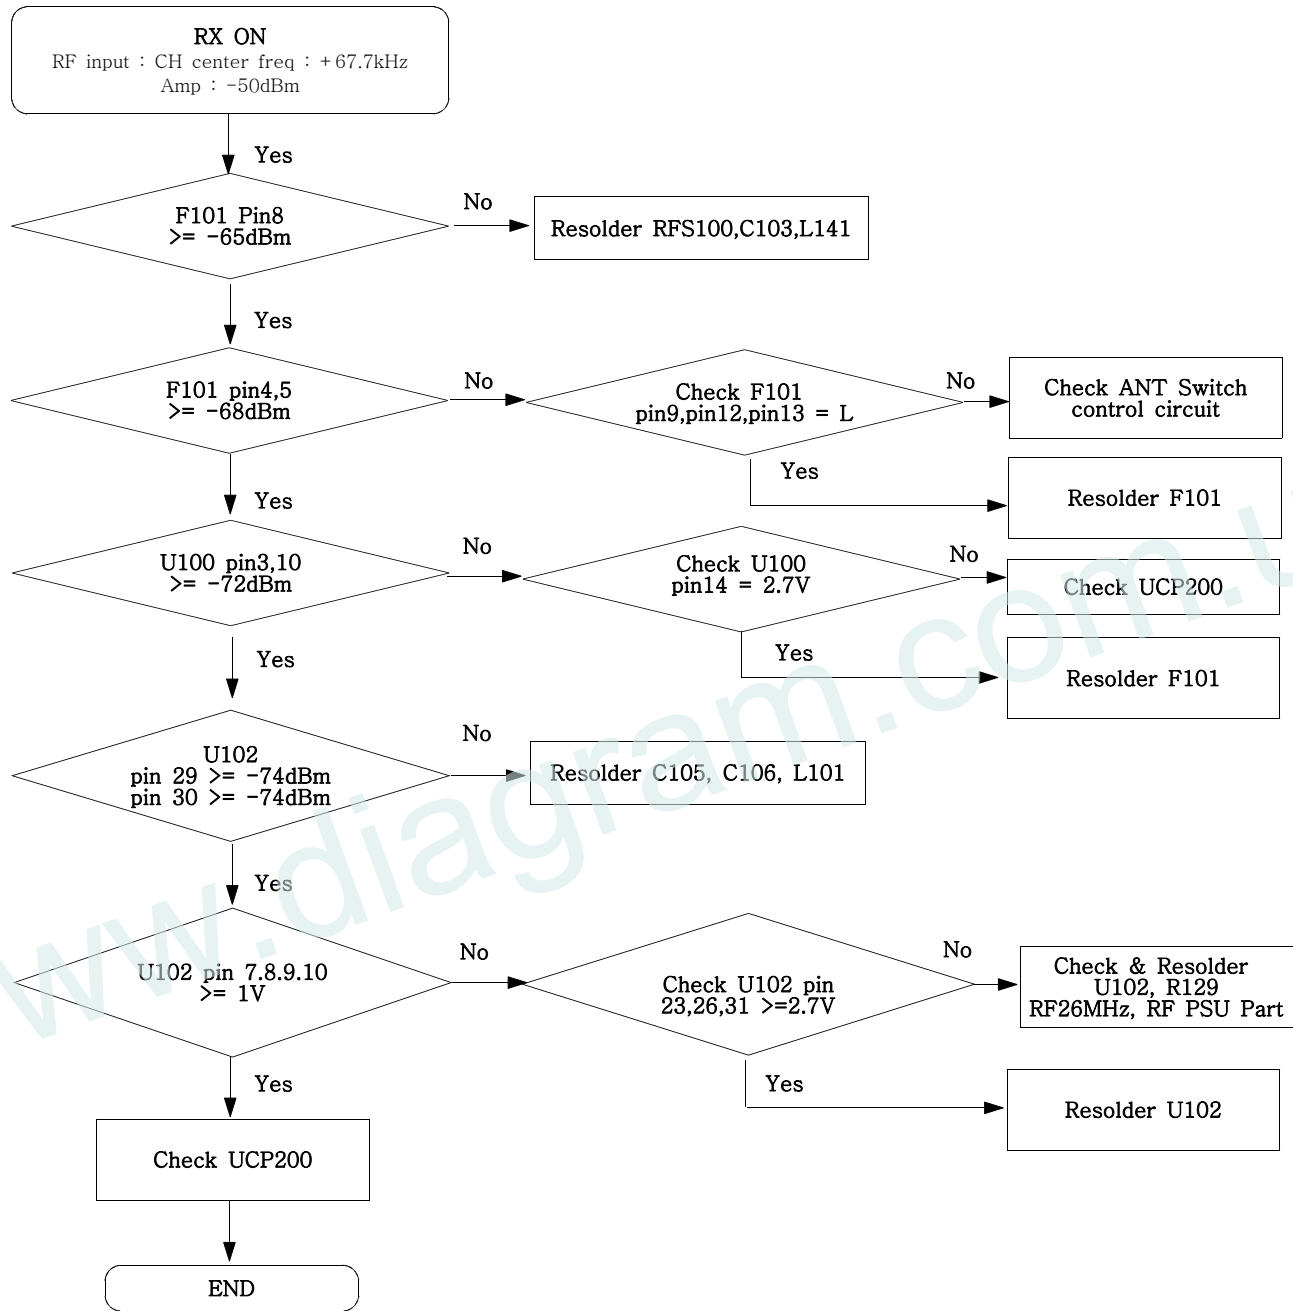 RX ON
RF input : CH center freq : +67.7kHz
Amp : -50dBm
Yes
F101 Pin8
>= -65dBm
No
Resolder RFS100,C103,L141
Yes
F101 pin4,5
>= -68dBm
No
Check F101
pin9,pin12,pin13 = L
No
Check ANT Switch
control circuit
Yes
Resolder F101
Yes
U100 pin3,10
>= -72dBm
No
Check U100
pin14 = 2.7V
No
Check UCP200
Yes
Resolder F101
Yes
U102
pin 29 >= -74dBm
pin 30 >= -74dBm
No
Resolder C105, C106, L101
Yes
U102 pin 7.8.9.10
>= 1V
No
Check U102 pin
23,26,31 >=2.7V
No
Check & Resolder
U102, R129
RF26MHz, RF PSU Part
Yes
Resolder U102
Yes
Check UCP200
END
ww.diagram.com.u